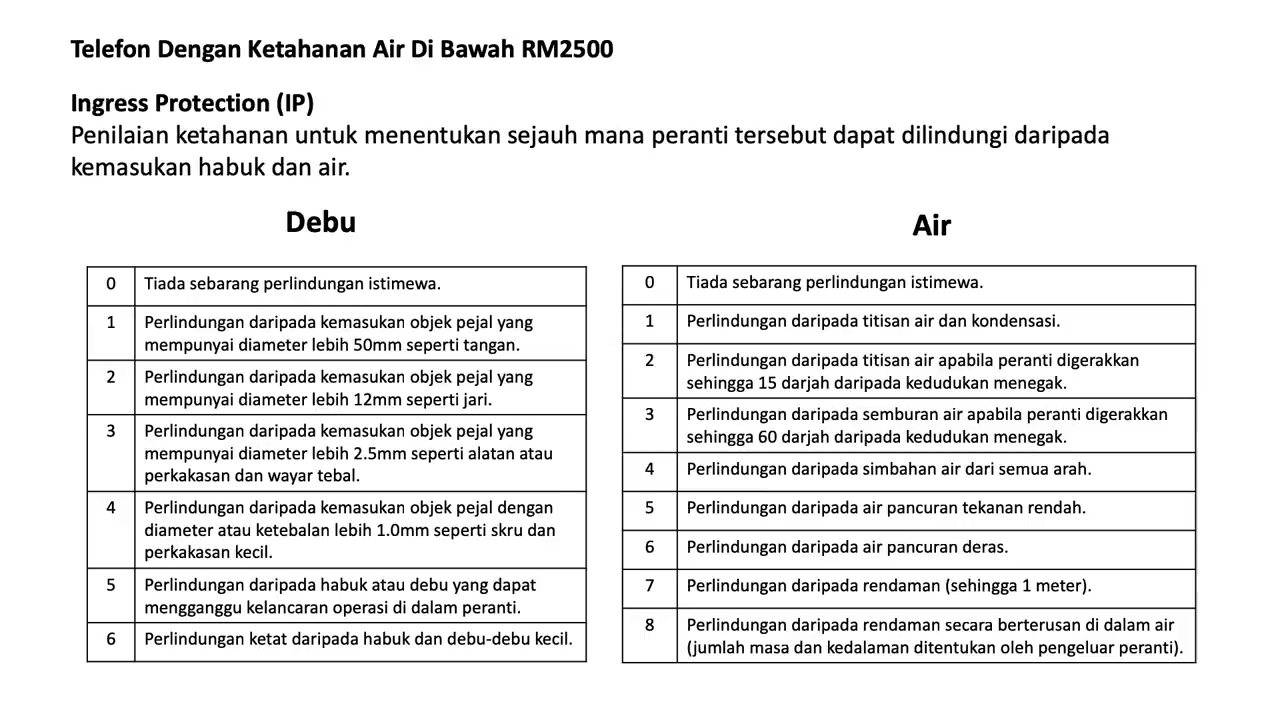 Telefon Dengan Ketahanan Air Di Bawah RM2500
Ingress Protection (IP)
Penilaian ketahanan untuk menentukan sejauh mana peranti tersebut dapat dilindungi daripada
kemasukan habuk dan air.
Debu
0 Tiada sebarang perlindungan istimewa.
1 Perlindungan daripada kemasukan objek pejal yang
mempunyai diameter lebih 50mm seperti tangan.
2 Perlindungan daripada kemasukan objek pejal yang
mempunyai diameter lebih 12mm seperti jari.
3 Perlindungan daripada kemasukan objek pejal yang
mempunyai diameter lebih 2.5mm seperti alatan atau
perkakasan dan wayar tebal.
4 Perlindungan daripada kemasukan objek pejal dengan
diameter atau ketebalan lebih 1.0mm seperti skru dan
perkakasan kecil.
5 Perlindungan daripada habuk atau debu yang dapat
mengganggu kelancaran operasi di dalam peranti.
6 Perlindungan ketat daripada habuk dan debu-debu kecil.
Air
0 Tiada sebarang perlindungan istimewa.
1 Perlindungan daripada titisan air dan kondensasi.
2 Perlindungan daripada titisan air apabila peranti digerakkan
sehingga 15 darjah daripada kedudukan menegak.
3 Perlindungan daripada semburan air apabila peranti digerakkan
sehingga 60 darjah daripada kedudukan menegak.
4 Perlindungan daripada simbahan air dari semua arah.
5 Perlindungan daripada air pancuran tekanan rendah.
6 Perlindungan daripada air pancuran deras.
7 Perlindungan daripada rendaman (sehingga 1 meter).
8 Perlindungan daripada rendaman secara berterusan di dalam air
(jumlah masa dan kedalaman ditentukan oleh pengeluar peranti).